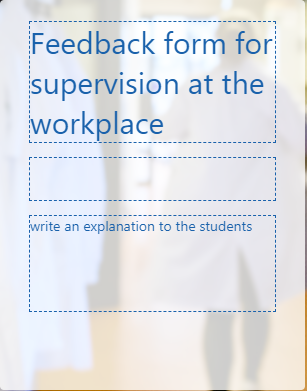 Feedback form for
supervision at the
workplace
write an explanation to the students